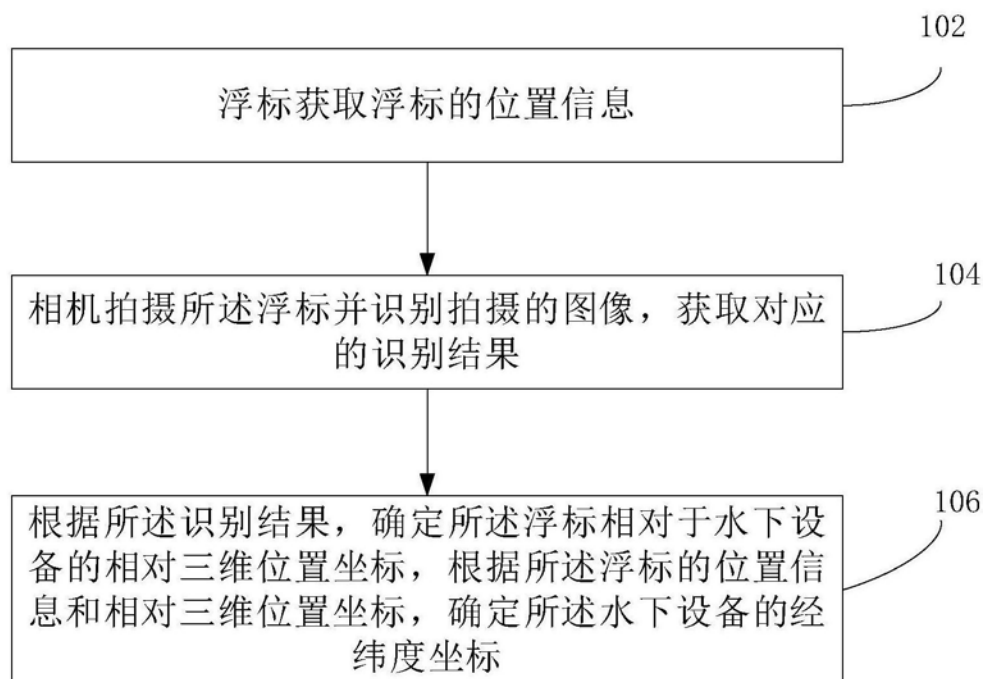 102
浮标获取浮标的位置信息
104
相机拍摄所述浮标并识别拍摄的图像，获取对应
的识别结果
106
根据所述识别结果，确定所述浮标相对于水下设
备的相对三维位置坐标，根据所述浮标的位置信
息和相对三维位置坐标，确定所述水下设备的经
纬度坐标